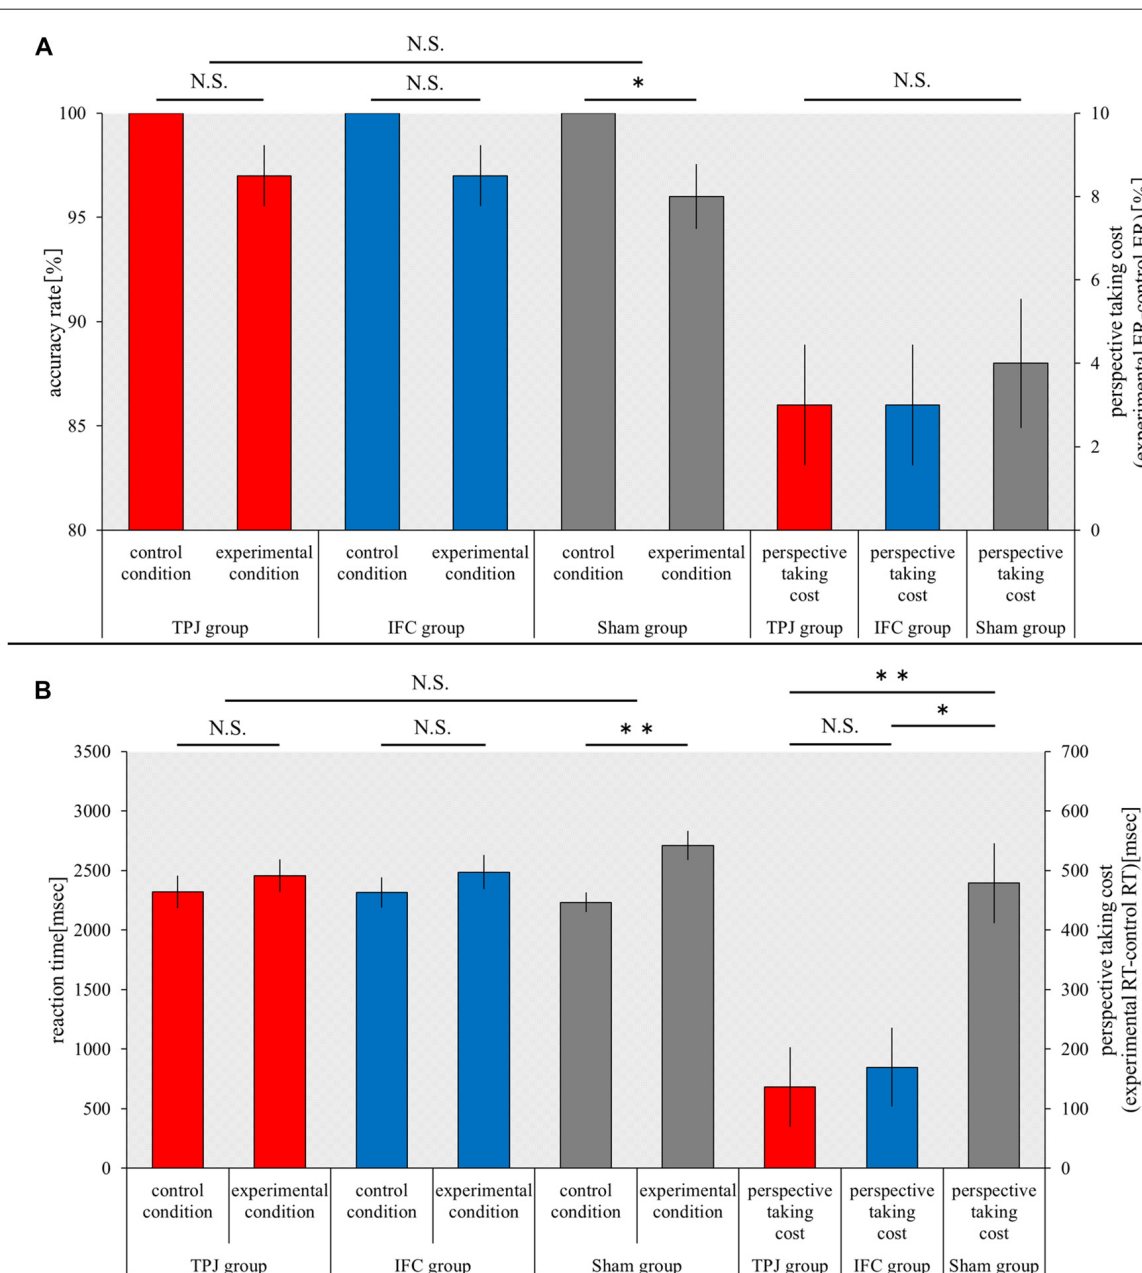 A
N.S.
N.S.
N.S.
*
N.S.
100
95
90
85
80
accuracy rate[%]
10
8
6
4
2
0
perspective taking cost
(experimental ER-control ER)[%]
control condition
experimental condition
control condition
experimental condition
control condition
experimental condition
perspective taking cost
perspective taking cost
perspective taking cost
TPJ group
IFC group
Sham group
TPJ group
IFC group
Sham group
B
N.S.
**
N.S.
N.S.
**
N.S.
*
3500
3000
2500
2000
1500
1000
500
0
reaction time[msec]
700
600
500
400
300
200
100
0
perspective taking cost
(experimental RT-control RT)[msec]
control condition
experimental condition
control condition
experimental condition
control condition
experimental condition
perspective taking cost
perspective taking cost
perspective taking cost
TPJ group
IFC group
Sham group
TPJ group
IFC group
Sham group